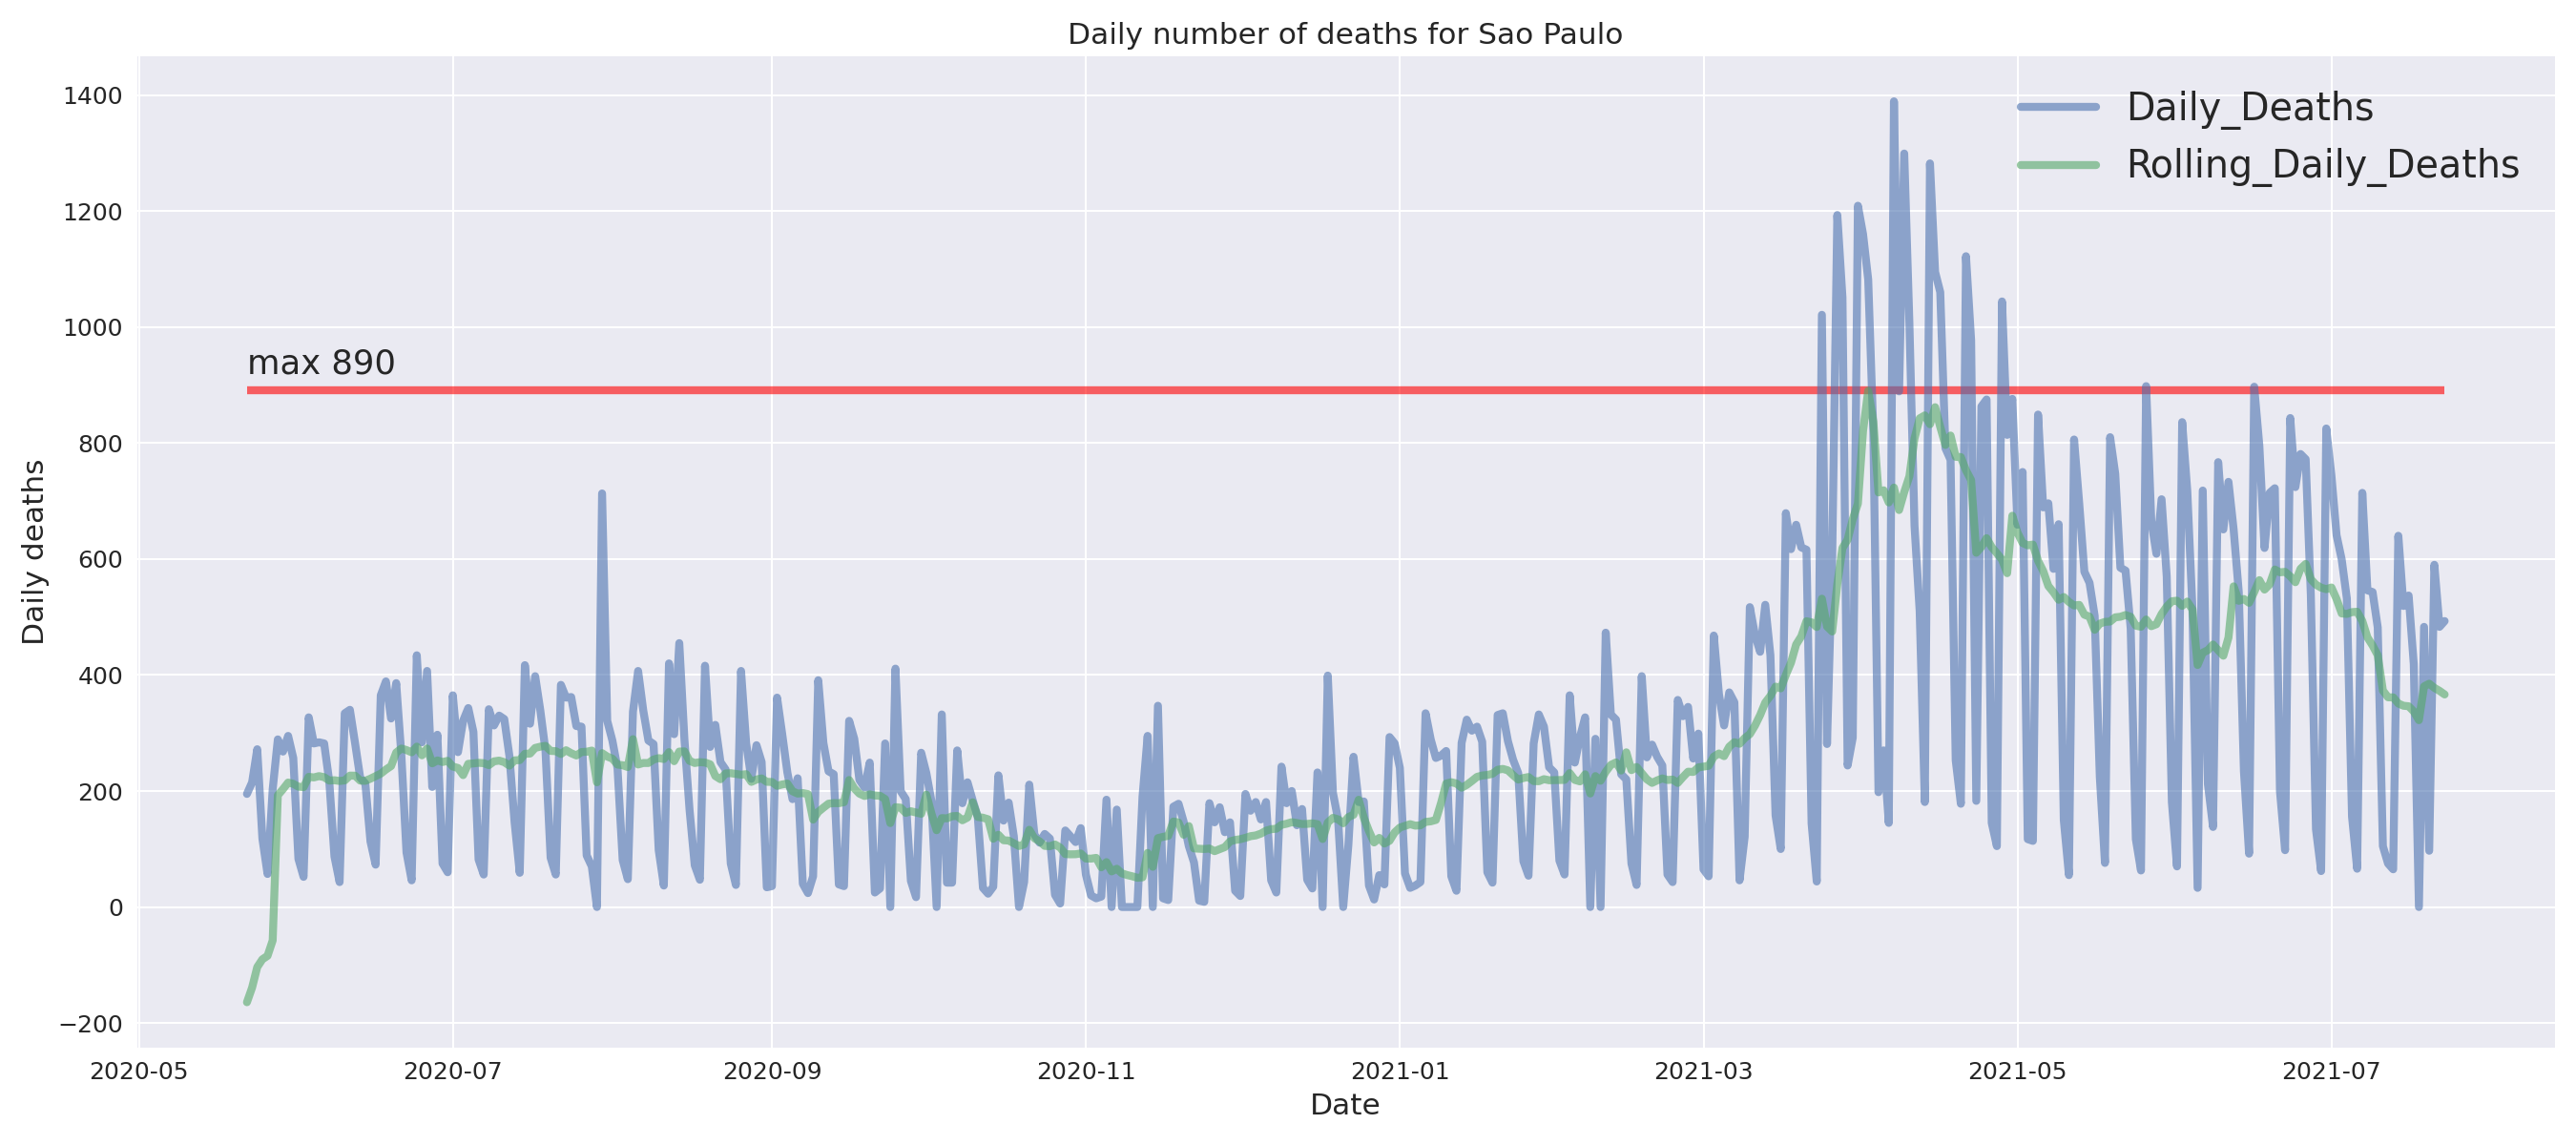 Daily number of deaths for Sao Paulo
1400
1200
1000
800
600
400
200
0
−200
Daily deaths
max 890
Daily_Deaths
Rolling_Daily_Deaths
2020-05
2020-07
2020-09
2020-11
2021-01
2021-03
2021-05
2021-07
Date